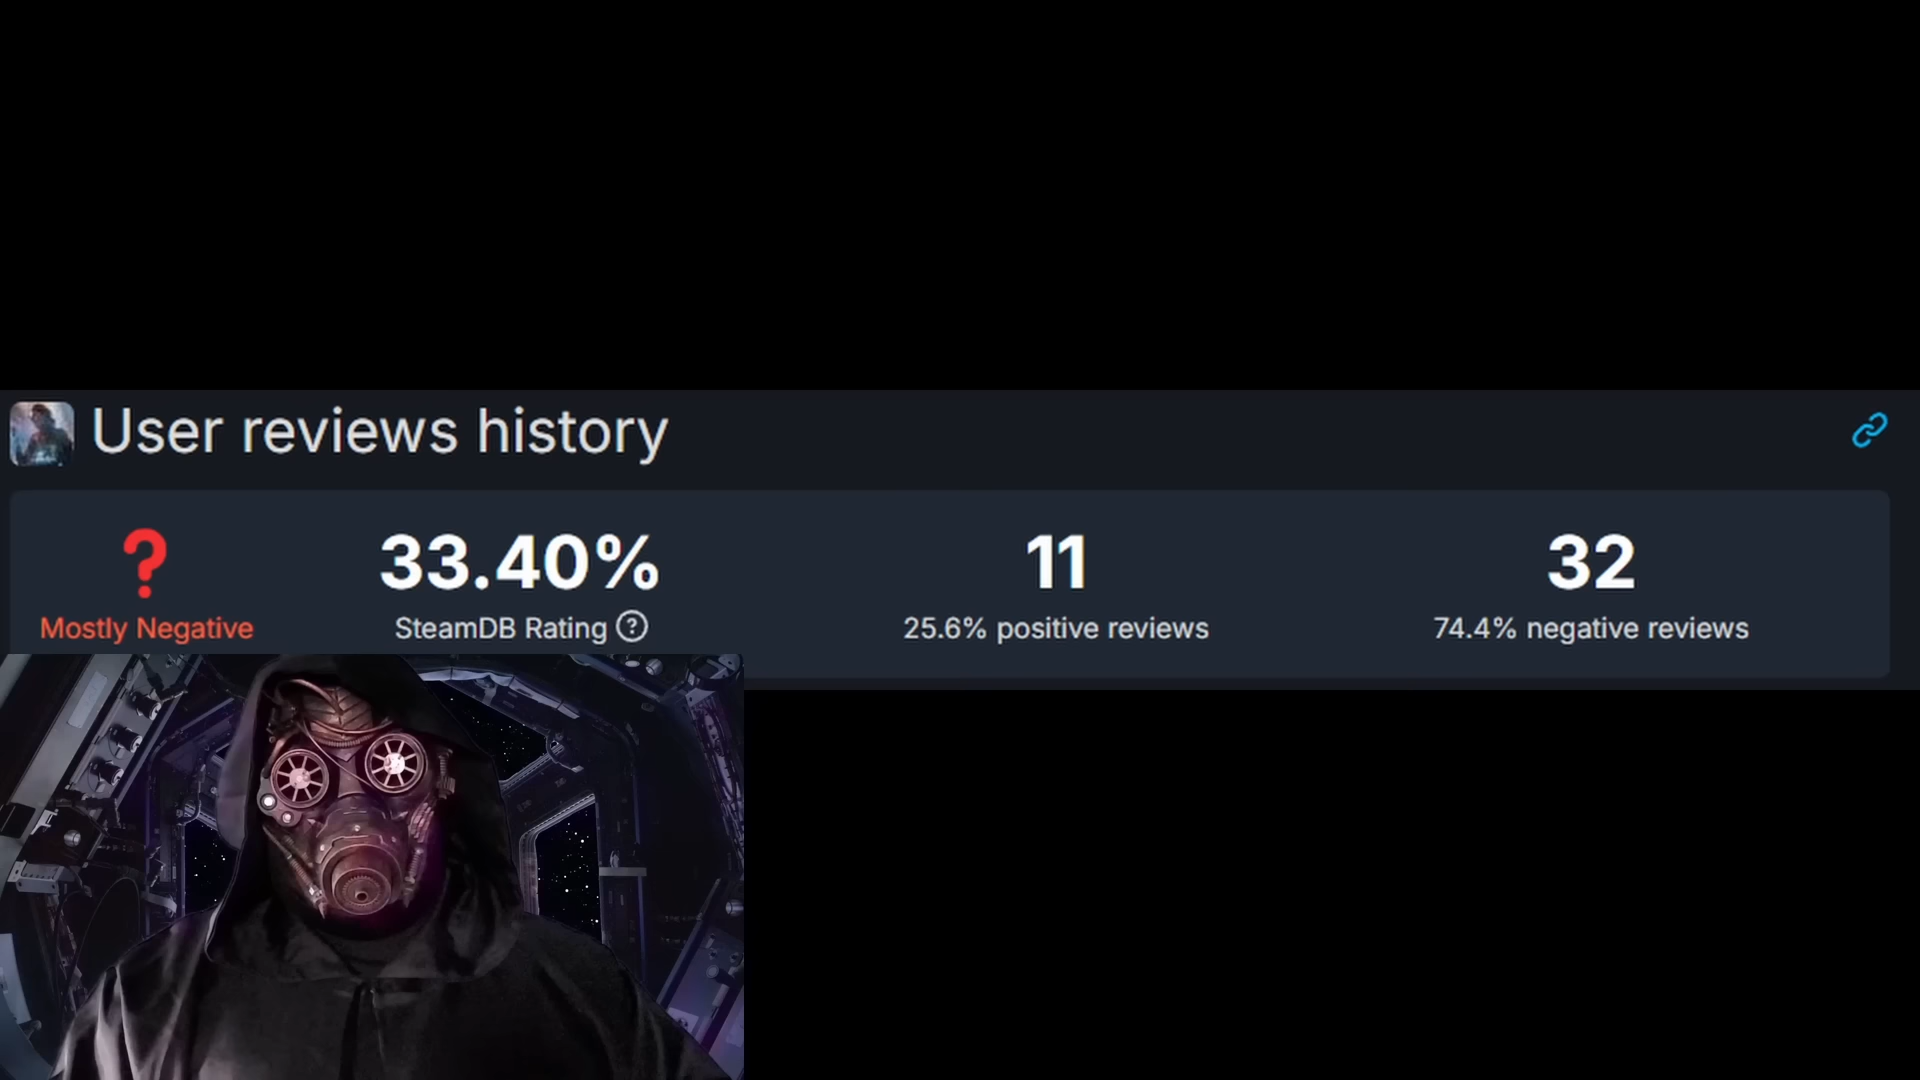 User reviews history
? 33.40% 11 32
Mostly Negative SteamDB Rating ? 25.6% positive reviews 74.4% negative reviews